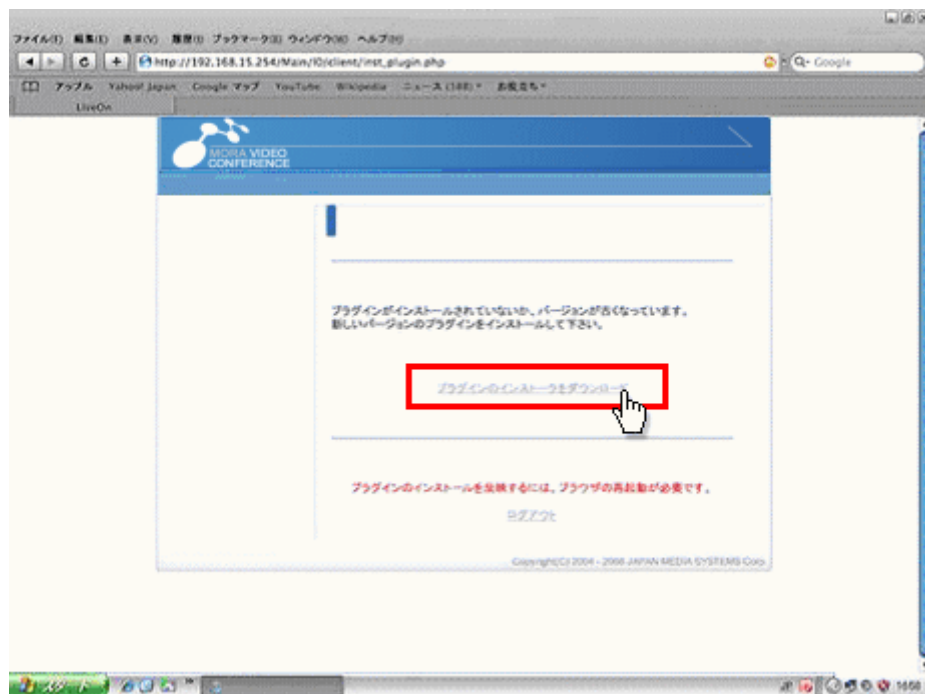 ファイル(F) 編集(E) 表示(V) 履歴(I) ブックマーク(B) ウィンドウ(W) ヘルプ(H)
http://192.168.15.254/Main/f0/client/inst_plugin.php
Google
アップル Yahoo! Japan Google マップ YouTube Wikipedia ニュース (188) お役立ち
LiveOn
MORA VIDEO
CONFERENCE
プラグインがインストールされていないか、バージョンが古くなっています。
新しいバージョンのプラグインをインストールして下さい。
プラグインのインストーラをダウンロード
プラグインのインストールを反映するには、ブラウザの再起動が必要です。
ログアウト
Copyright(C) 2004 - 2008 JAPAN MEDIA SYSTEMS Corp.
スタート
JP